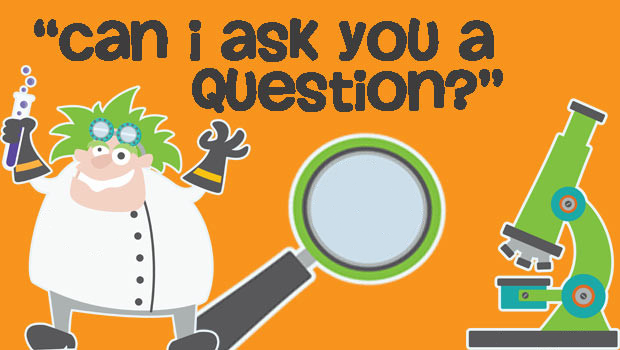 “can i ask you a
Question?”